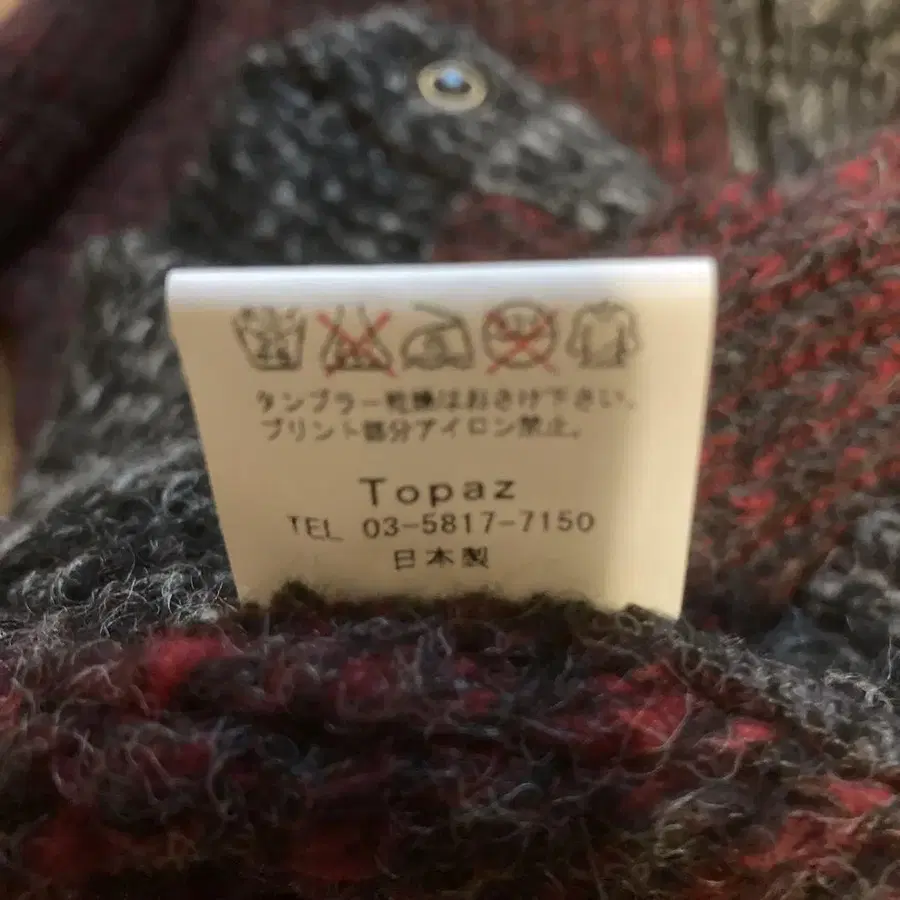 タンブラー乾燥はおさけ下さい。
プリント部分アイロン禁止。
Topaz
TEL 03-5817-7150
日本製